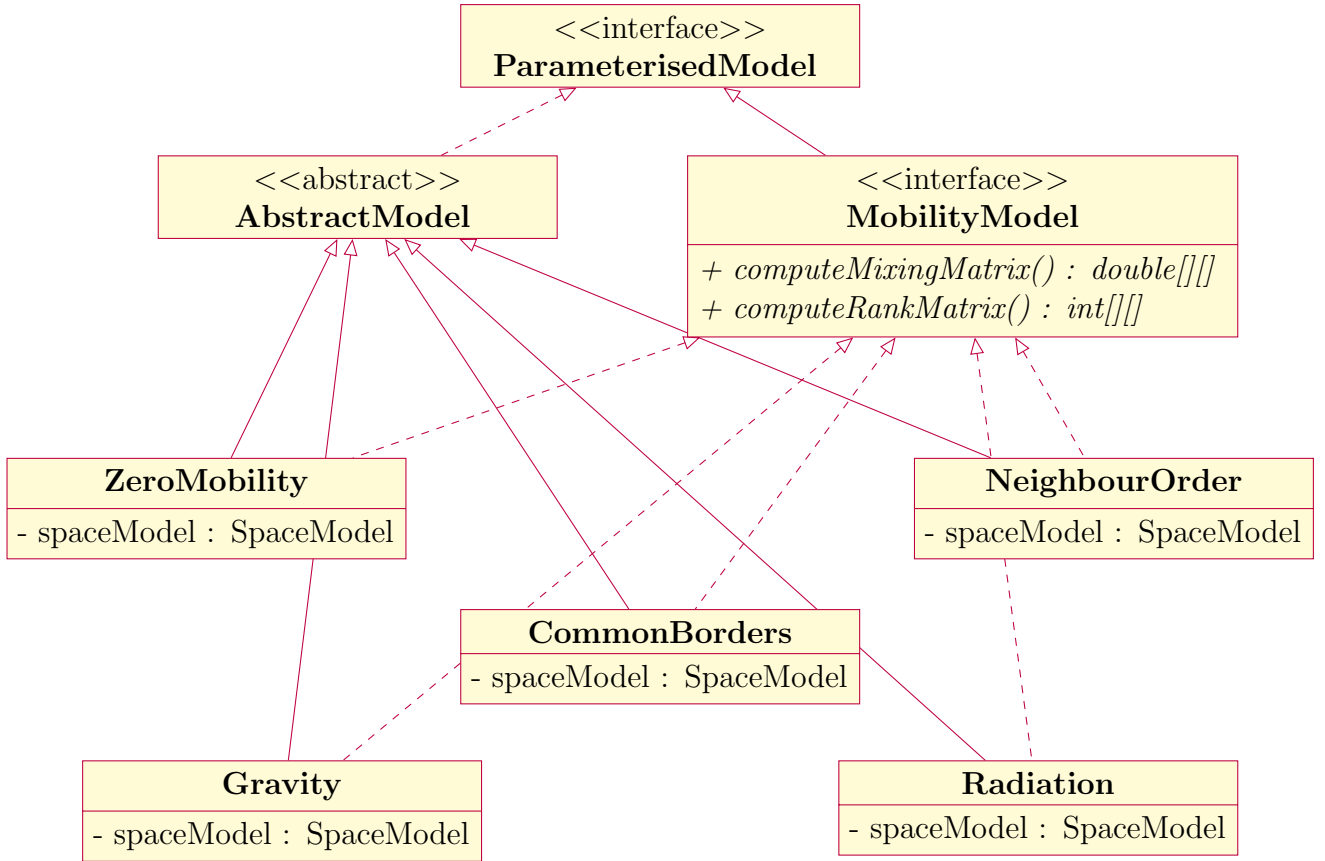 <<interface>>
ParameterisedModel
<<abstract>>
AbstractModel
<<interface>>
MobilityModel
+ computeMixingMatrix() : double[][]
+ computeRankMatrix() : int[][]
ZeroMobility
- spaceModel : SpaceModel
NeighbourOrder
- spaceModel : SpaceModel
CommonBorders
- spaceModel : SpaceModel
Gravity
- spaceModel : SpaceModel
Radiation
- spaceModel : SpaceModel